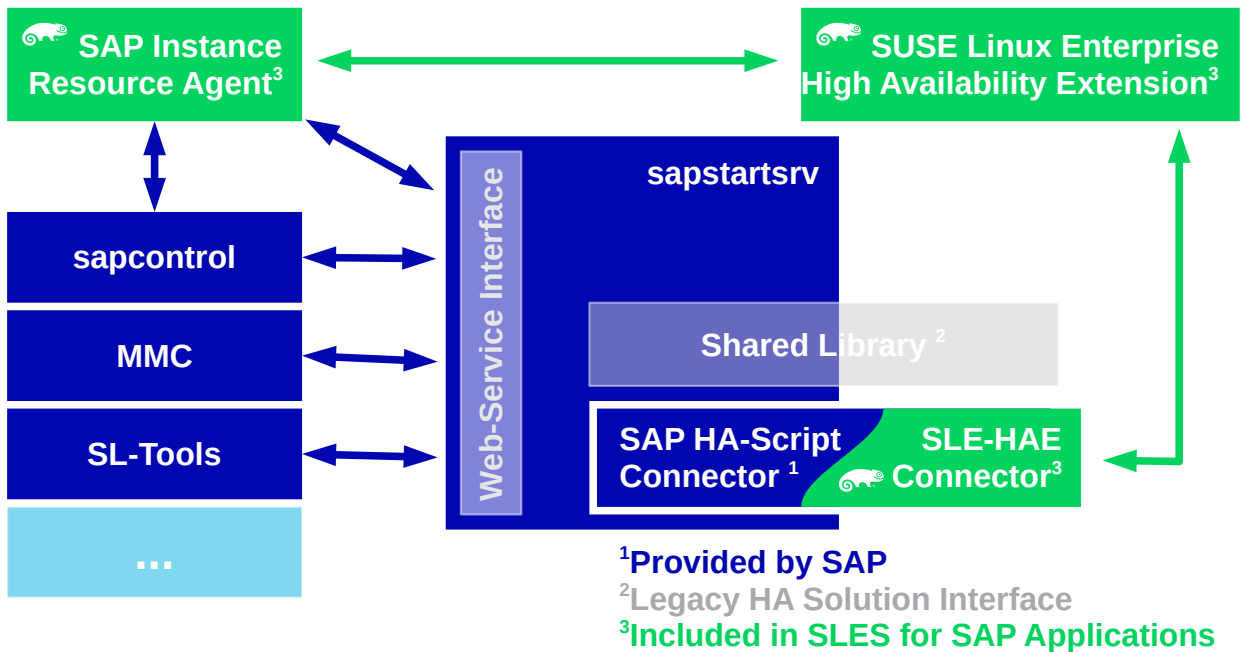 SAP Instance
Resource Agent³
SUSE Linux Enterprise
High Availability Extension³
sapstartsrv
Web-Service Interface
sapcontrol
MMC
SL-Tools
...
Shared Library ²
SAP HA-Script
Connector ¹
SLE-HAE
Connector³
¹Provided by SAP
²Legacy HA Solution Interface
³Included in SLES for SAP Applications